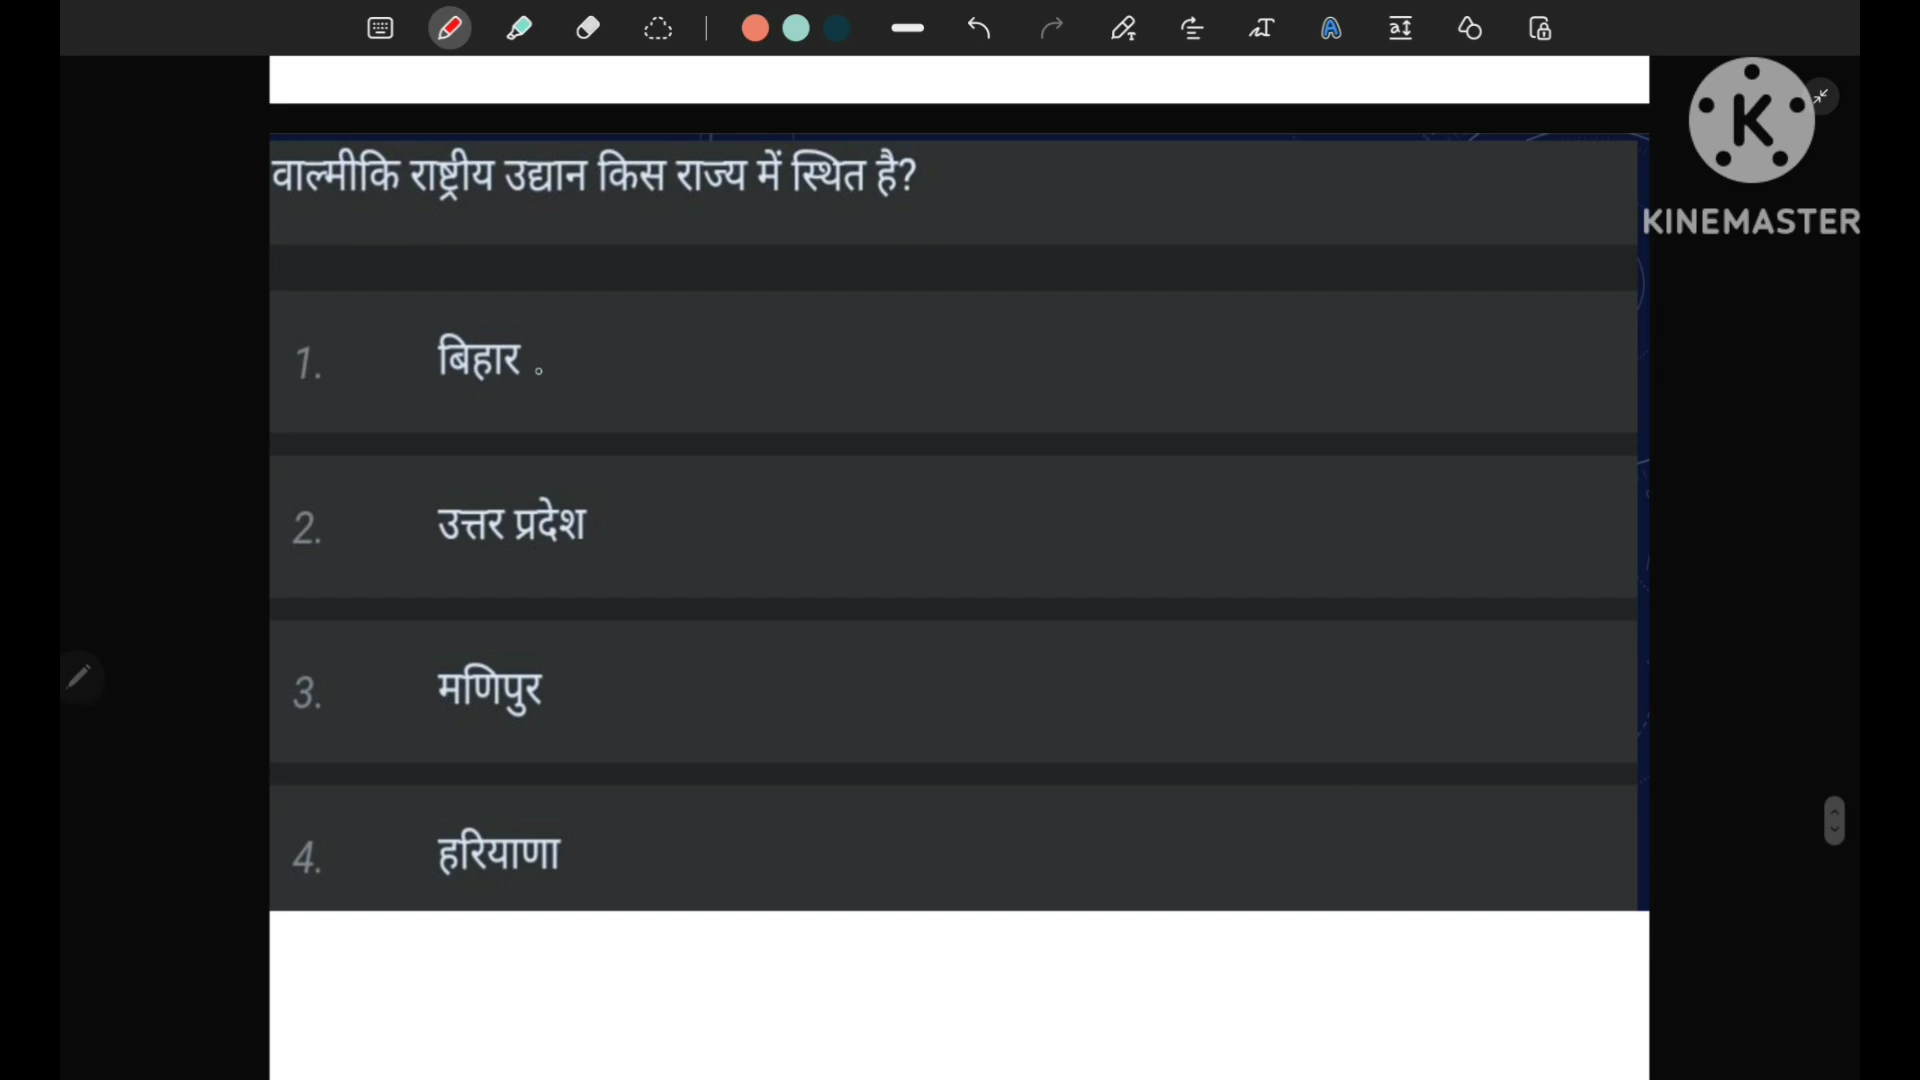 KINEMASTER
वाल्मीकि राष्ट्रीय उद्यान किस राज्य में स्थित है?
1. बिहार 。
2. उत्तर प्रदेश
3. मणिपुर
4. हरियाणा